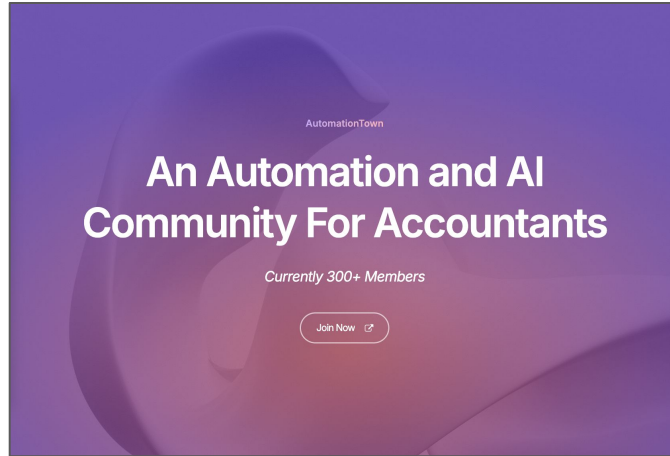 AutomationTown
An Automation and AI
Community For Accountants
Currently 300+ Members
Join Now